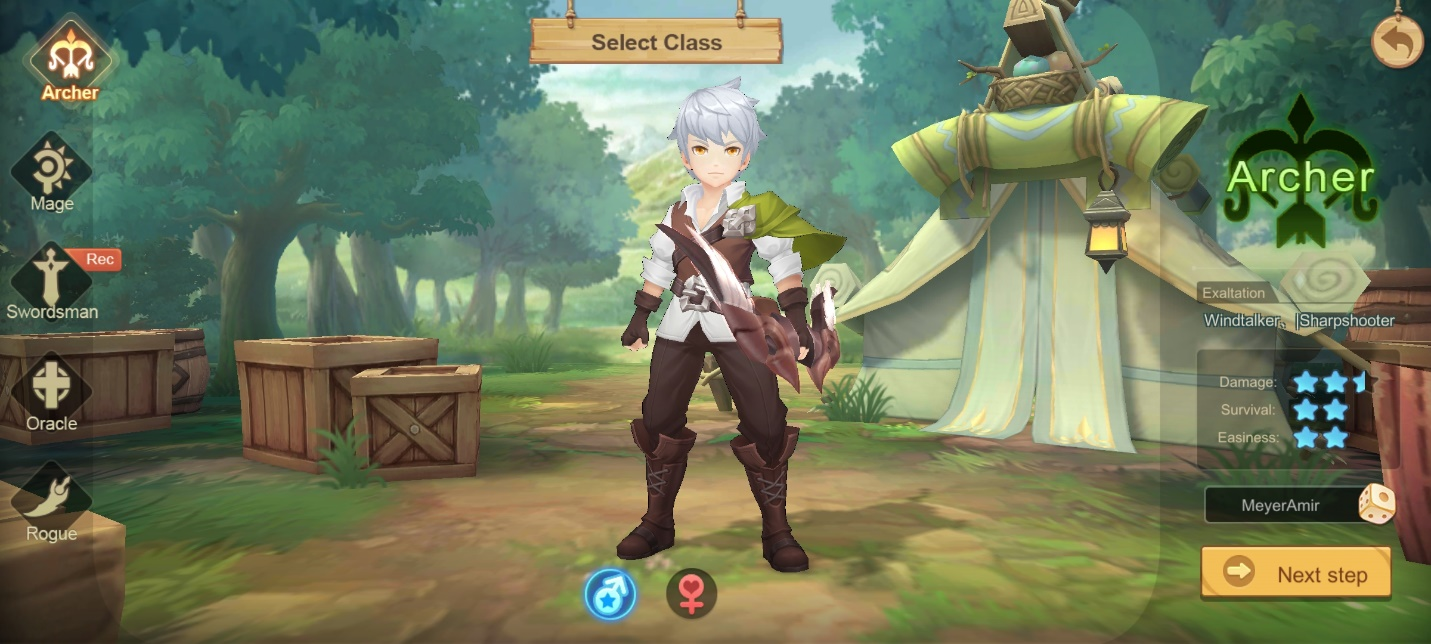 Select Class
Archer
Mage
Rec
Swordsman
Oracle
Rogue
Archer
Exaltation
Windtalker、|Sharpshooter
Damage:
Survival:
Easiness:
MeyerAmir
Next step